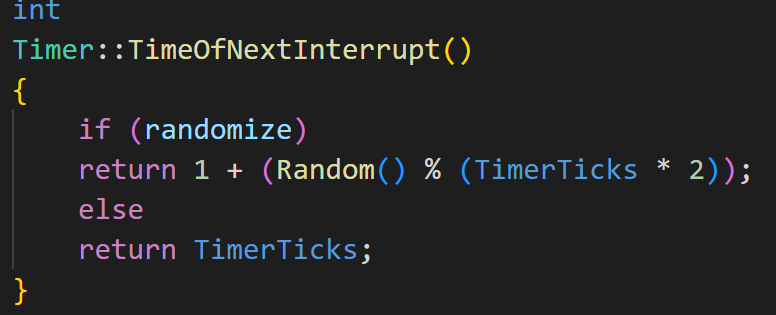 int
Timer::TimeOfNextInterrupt()
{
    if (randomize)
    return 1 + (Random() % (TimerTicks * 2));
    else
    return TimerTicks;
}